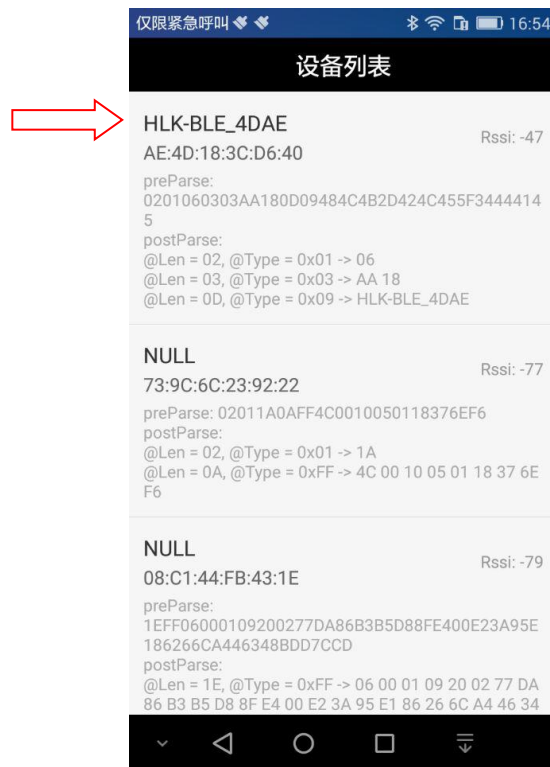 仅限紧急呼叫 16:54
设备列表
HLK-BLE_4DAE
Rssi: -47
AE:4D:18:3C:D6:40
preParse:
0201060303AA180D09484C4B2D424C455F3444414
5
postParse:
@Len = 02, @Type = 0x01 -> 06
@Len = 03, @Type = 0x03 -> AA 18
@Len = 0D, @Type = 0x09 -> HLK-BLE_4DAE
NULL
Rssi: -77
73:9C:6C:23:92:22
preParse: 02011A0AFF4C0010050118376EF6
postParse:
@Len = 02, @Type = 0x01 -> 1A
@Len = 0A, @Type = 0xFF -> 4C 00 10 05 01 18 37 6E
F6
NULL
Rssi: -79
08:C1:44:FB:43:1E
preParse:
1EFF06000109200277DA86B3B5D88FE400E23A95E
186266CA446348BDD7CCD
postParse:
@Len = 1E, @Type = 0xFF -> 06 00 01 09 20 02 77 DA
86 B3 B5 D8 8F E4 00 E2 3A 95 E1 86 26 6C A4 46 34